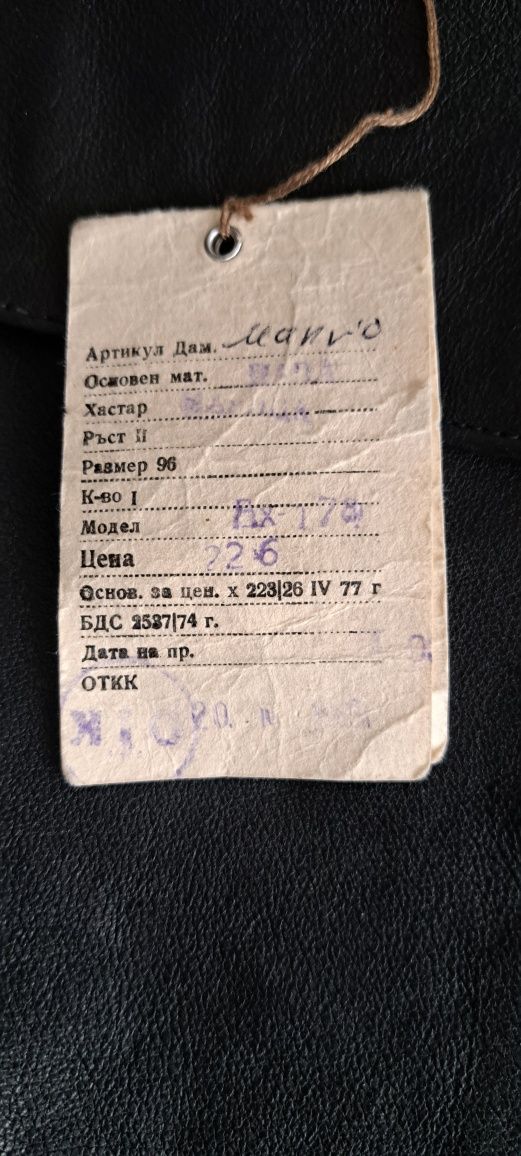 Артикул Дам. манто
Основен мат.
Хастар
Ръст II
Размер 96
К-во I
Модел
Цена 226
Основ. за цен. х 223|26 IV 77 г
БДС 2537|74 г.
Дата на пр.
ОТКК